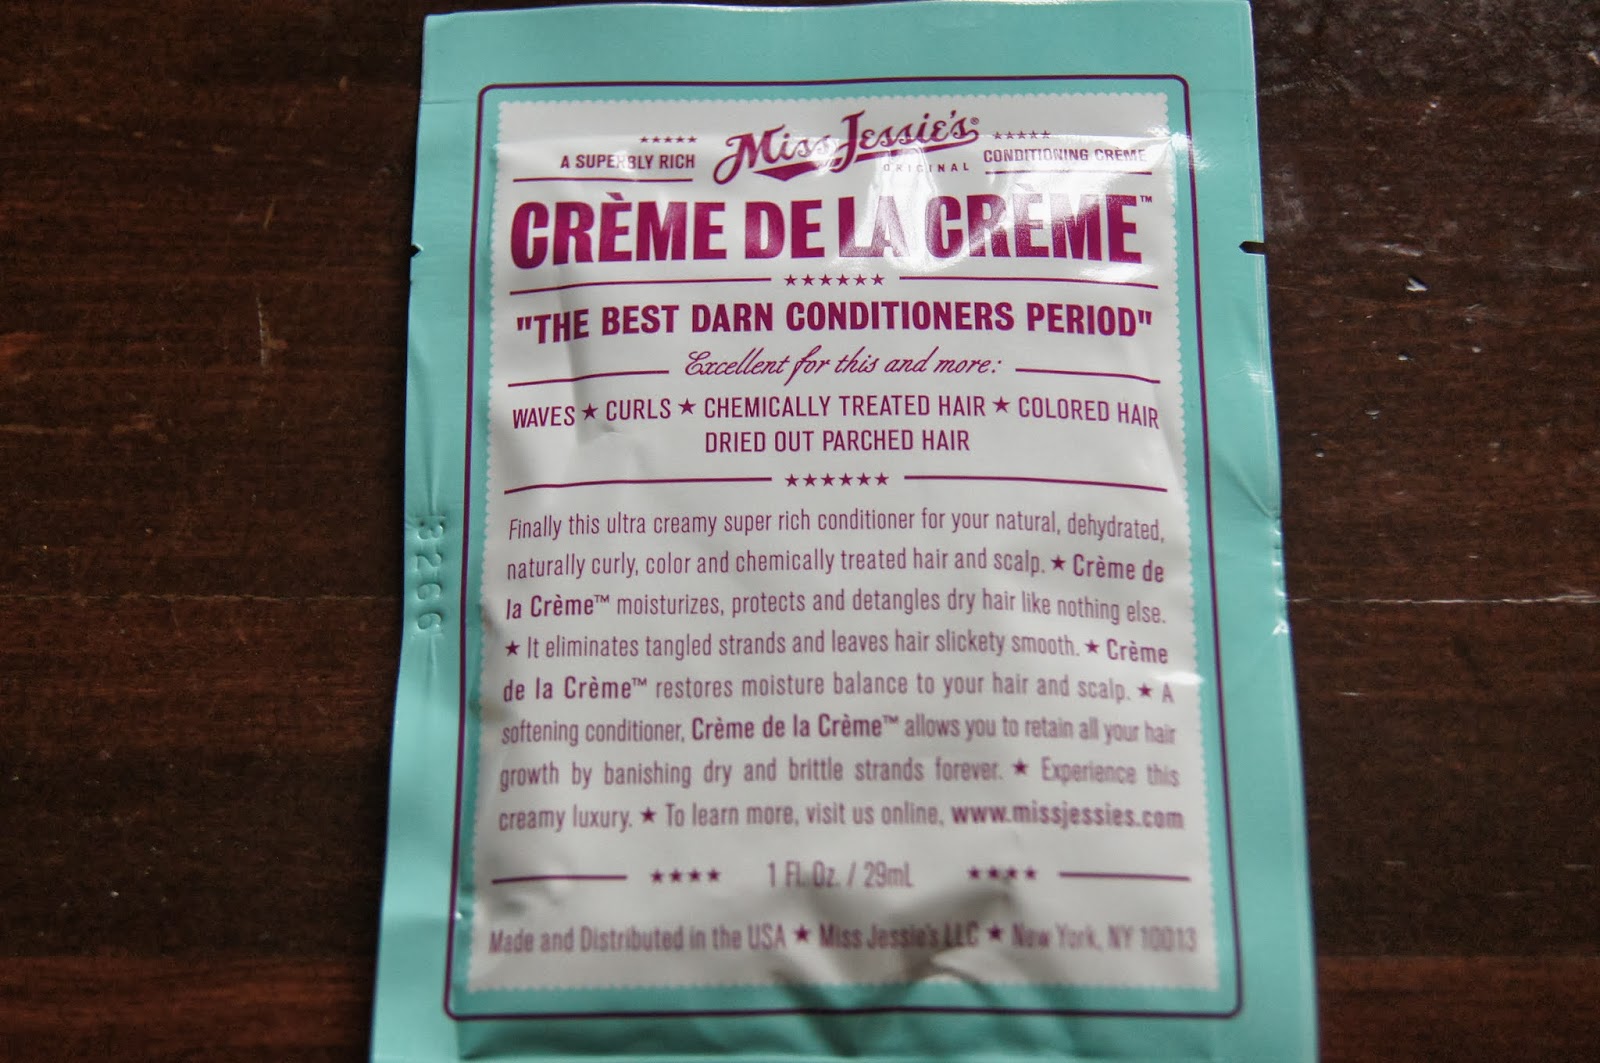 Miss Jessie's®
A SUPERBLY RICH ORIGINAL CONDITIONING CRÈME
CRÈME DE LA CRÈME™
"THE BEST DARN CONDITIONERS PERIOD"
Excellent for this and more:
WAVES ★ CURLS ★ CHEMICALLY TREATED HAIR ★ COLORED HAIR
DRIED OUT PARCHED HAIR
Finally this ultra creamy super rich conditioner for your natural, dehydrated,
naturally curly, color and chemically treated hair and scalp. ★ Crème de
la Crème™ moisturizes, protects and detangles dry hair like nothing else.
★ It eliminates tangled strands and leaves hair slickety smooth. ★ Crème
de la Crème™ restores moisture balance to your hair and scalp. ★ A
softening conditioner, Crème de la Crème™ allows you to retain all your hair
growth by banishing dry and brittle strands forever. ★ Experience this
creamy luxury. ★ To learn more, visit us online, www.missjessies.com
1 Fl. Oz. / 29mL
Made and Distributed in the USA ★ Miss Jessie's LLC ★ New York, NY 10013
3266